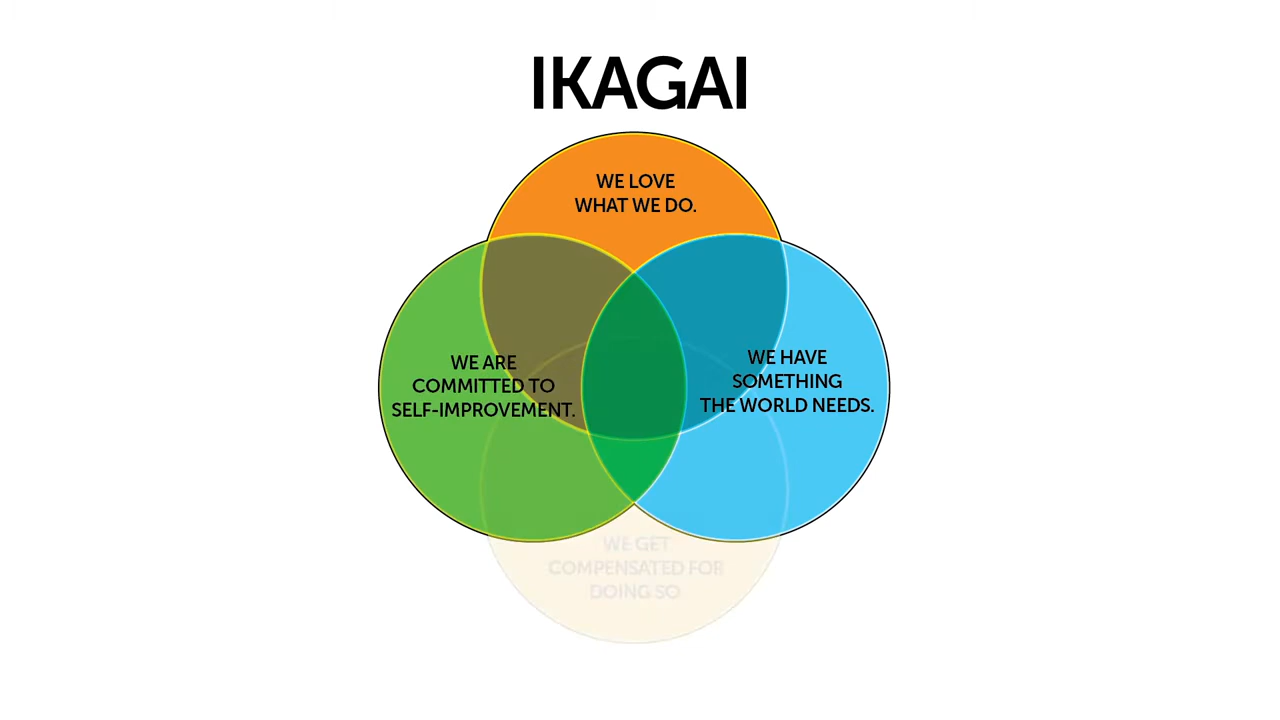 IKAGAI
WE LOVE
WHAT WE DO.
WE ARE
COMMITTED TO
SELF-IMPROVEMENT.
WE HAVE
SOMETHING
THE WORLD NEEDS.
WE GET
COMPENSATED FOR
DOING SO